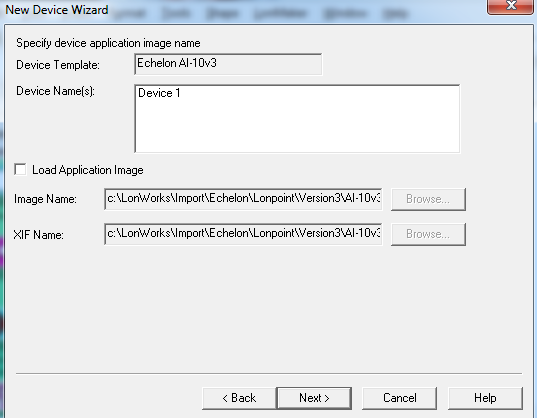 New Device Wizard
Specify device application image name
Device Template: Echelon AI-10v3
Device Name(s): Device 1
Load Application Image
Image Name: c:\LonWorks\Import\Echelon\Lonpoint\Version3\AI-10v3 Browse...
XIF Name: c:\LonWorks\Import\Echelon\Lonpoint\Version3\AI-10v3 Browse...
< Back Next > Cancel Help